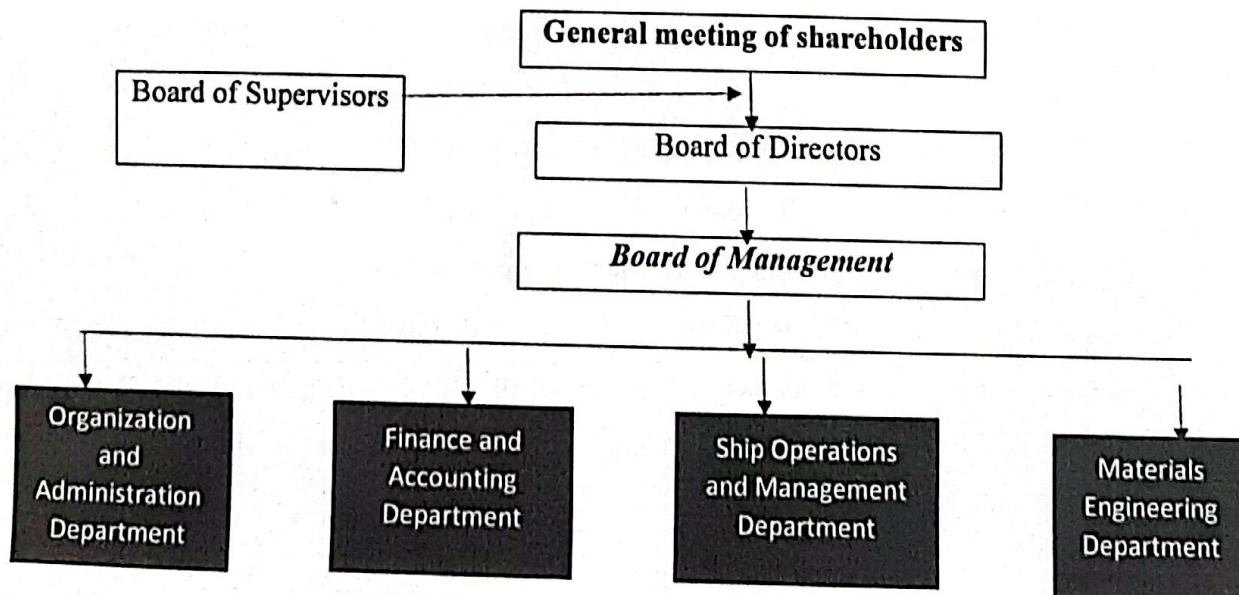 General meeting of shareholders
Board of Supervisors
Board of Directors
Board of Management
Organization
and
Administration
Department
Finance and
Accounting
Department
Ship Operations
and Management
Department
Materials
Engineering
Department